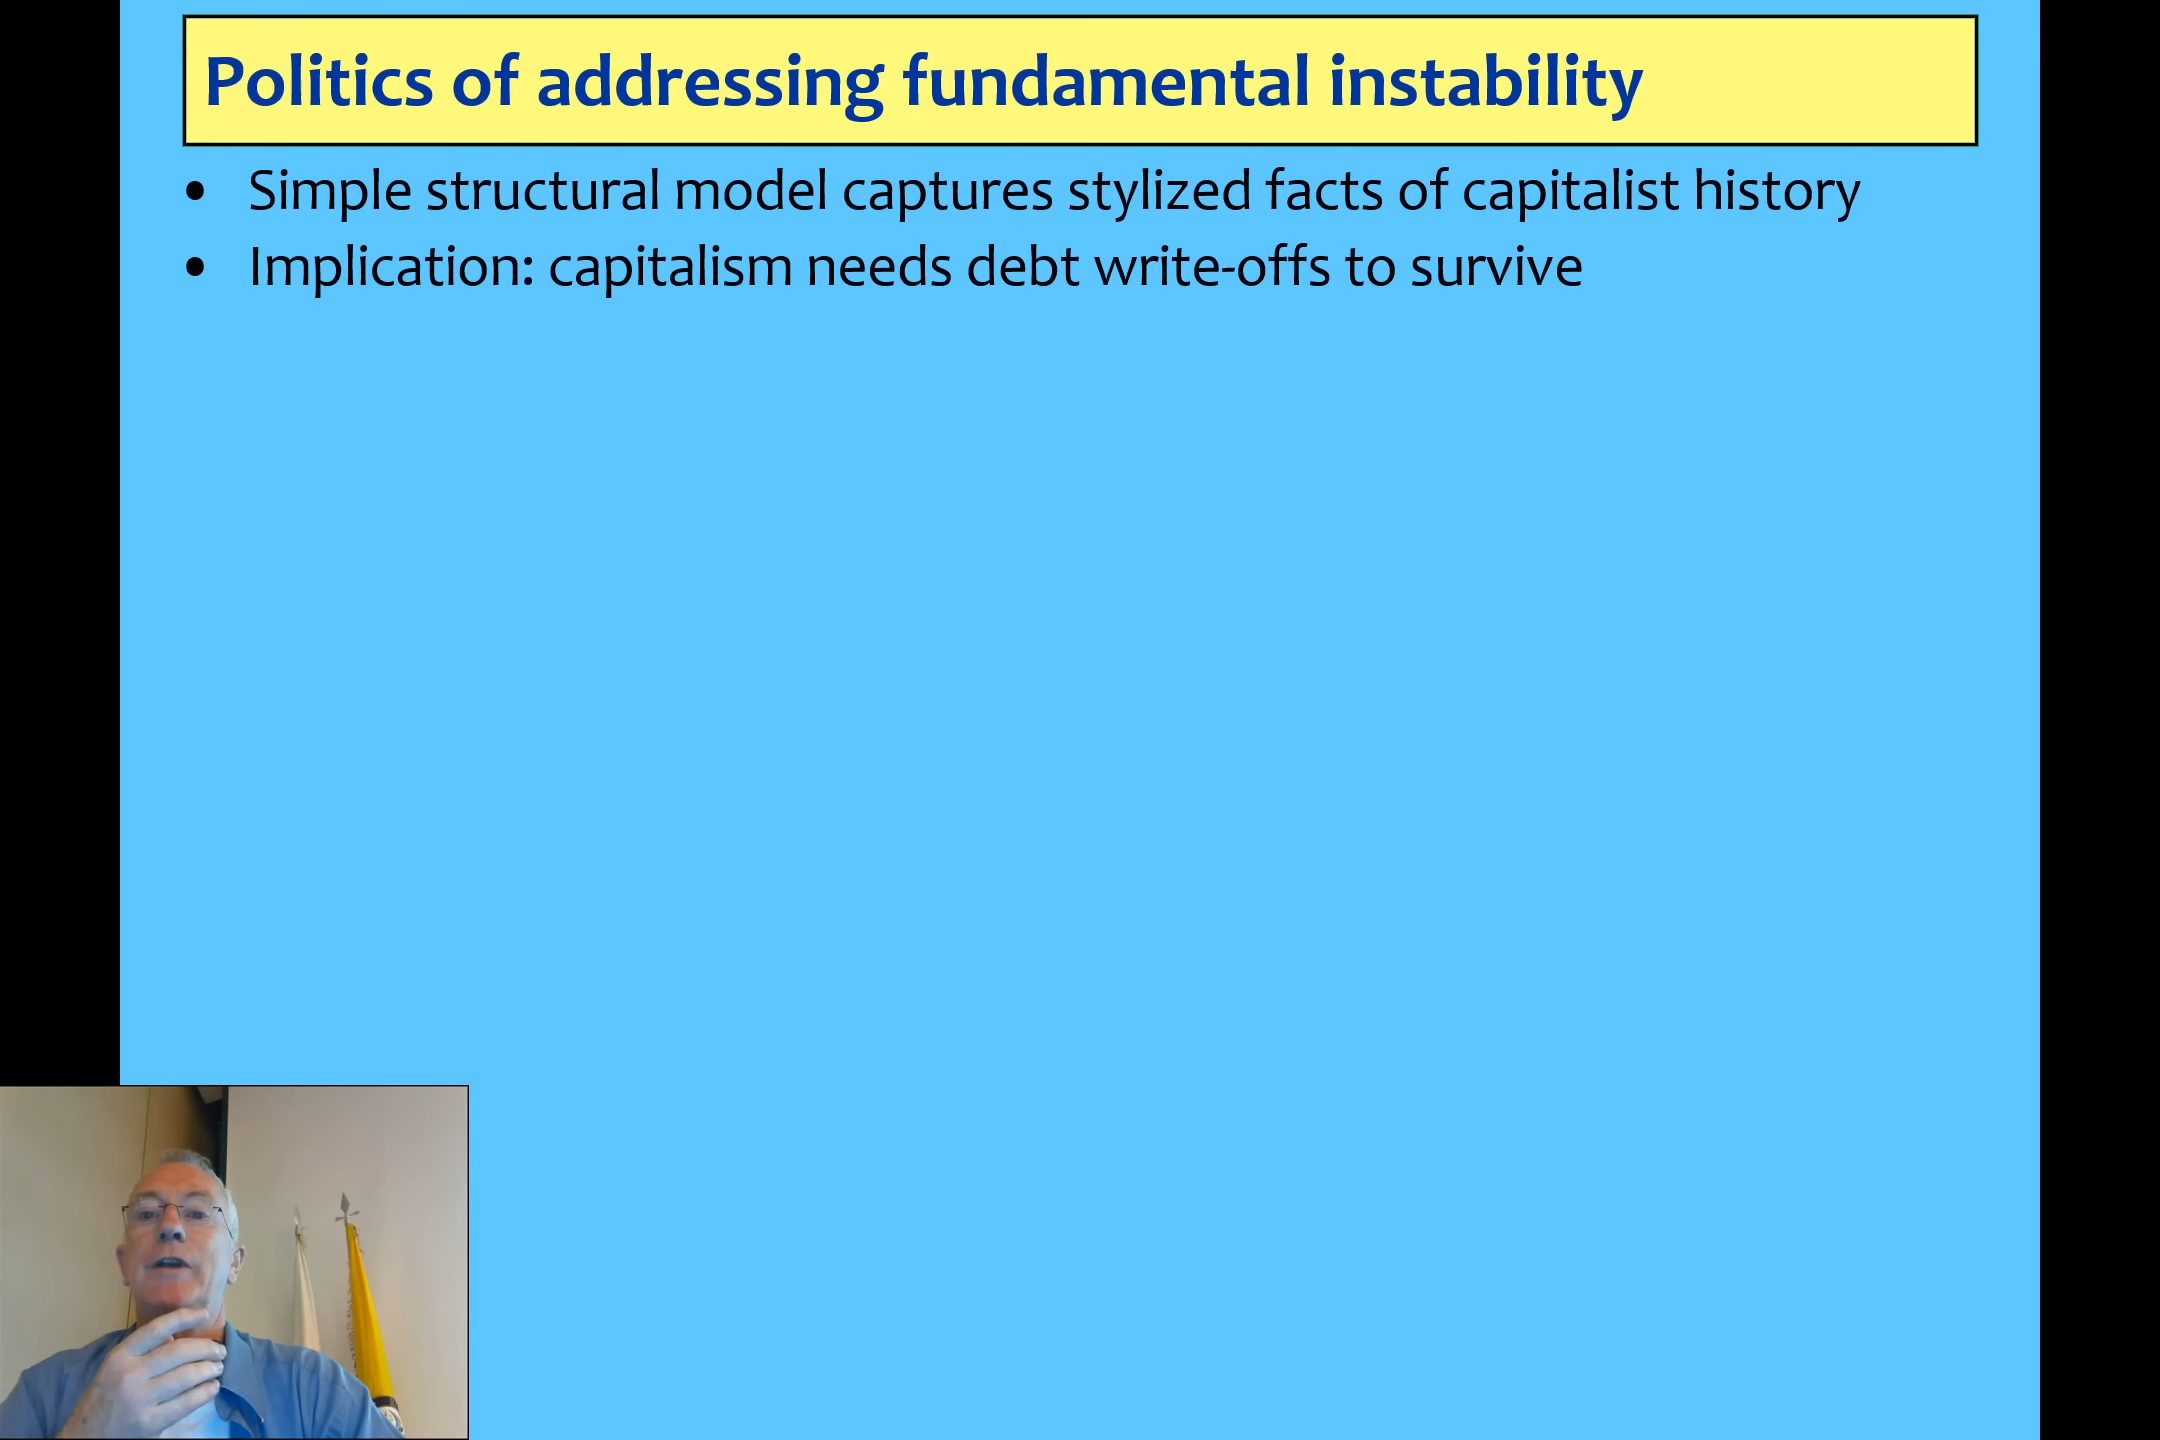 Politics of addressing fundamental instability
• Simple structural model captures stylized facts of capitalist history
• Implication: capitalism needs debt write-offs to survive